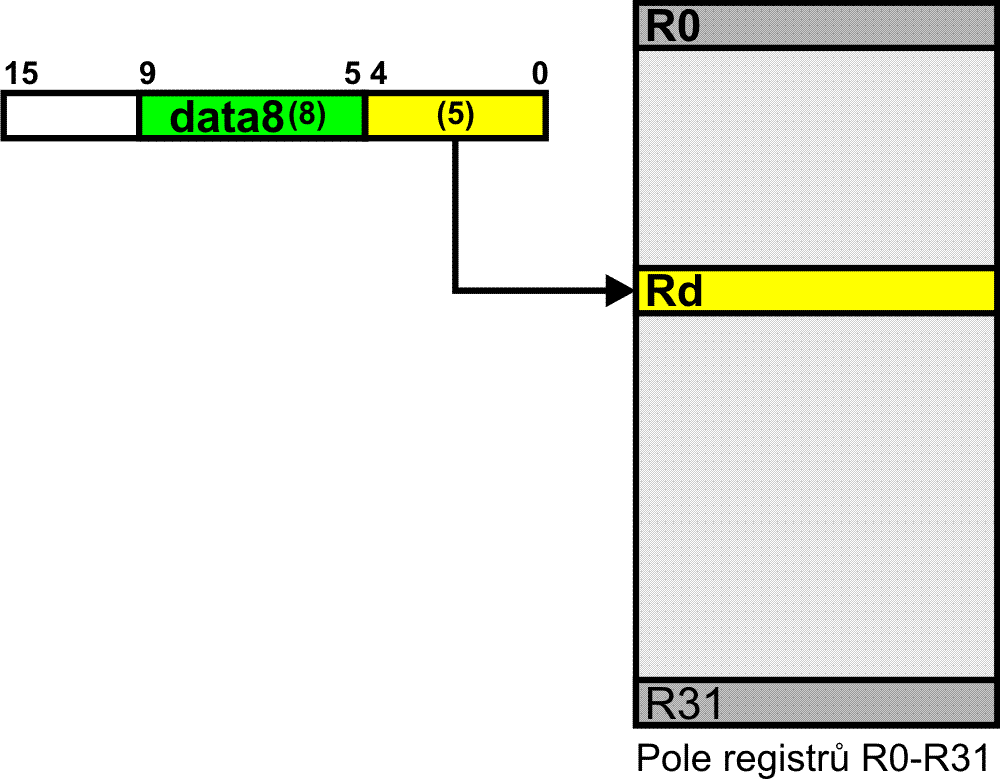 R0
15 9 5 4 0
data8(8) (5)
Rd
R31
Pole registrů R0-R31